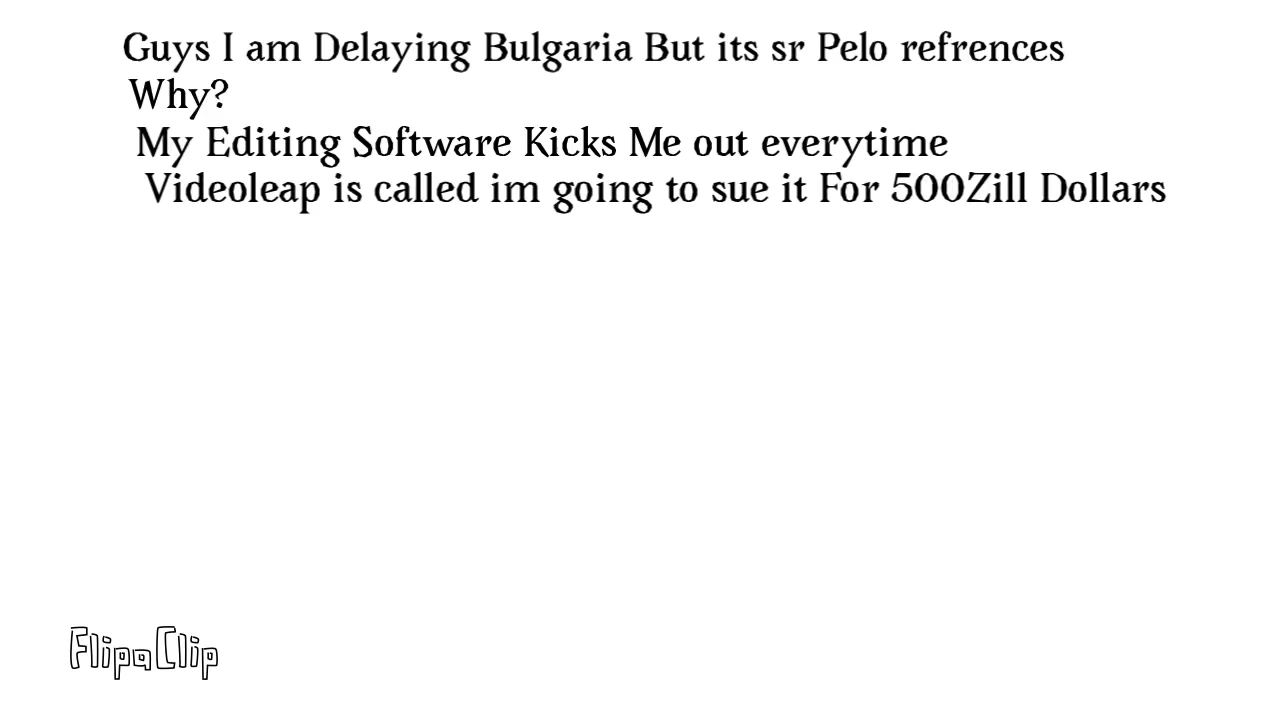 Guys I am Delaying Bulgaria But its sr Pelo refrences
Why?
My Editing Software Kicks Me out everytime
Videoleap is called im going to sue it For 500Zill Dollars
FlipaClip